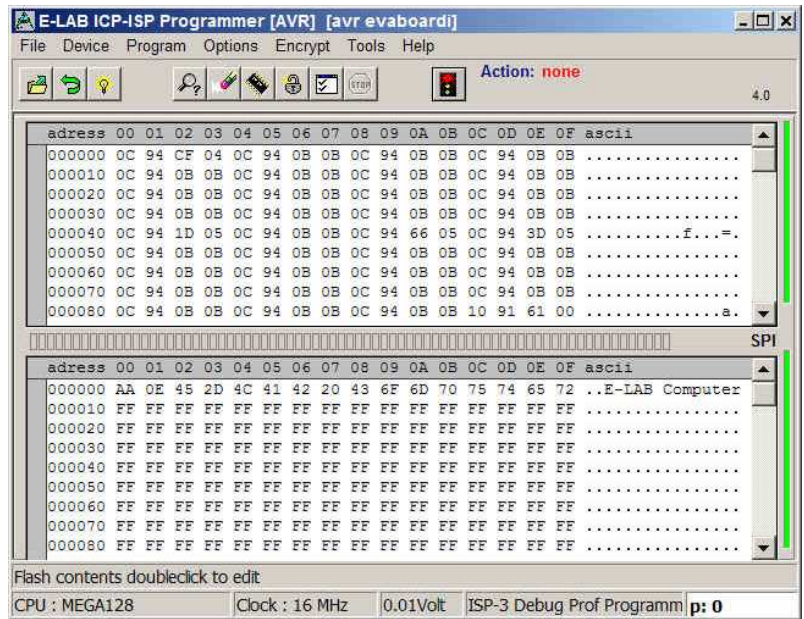 E-LAB ICP-ISP Programmer [AVR] [avr evaboardi]
File Device Program Options Encrypt Tools Help
STOP Action: none
4.0
adress 00 01 02 03 04 05 06 07 08 09 0A 0B 0C 0D 0E 0F ascii
000000 0C 94 CF 04 0C 94 0B 0B 0C 94 0B 0B 0C 94 0B 0B ................
000010 0C 94 0B 0B 0C 94 0B 0B 0C 94 0B 0B 0C 94 0B 0B ................
000020 0C 94 0B 0B 0C 94 0B 0B 0C 94 0B 0B 0C 94 0B 0B ................
000030 0C 94 0B 0B 0C 94 0B 0B 0C 94 0B 0B 0C 94 0B 0B ................
000040 0C 94 1D 05 0C 94 0B 0B 0C 94 66 05 0C 94 3D 05 ..........f...=.
000050 0C 94 0B 0B 0C 94 0B 0B 0C 94 0B 0B 0C 94 0B 0B ................
000060 0C 94 0B 0B 0C 94 0B 0B 0C 94 0B 0B 0C 94 0B 0B ................
000070 0C 94 0B 0B 0C 94 0B 0B 0C 94 0B 0B 0C 94 0B 0B ................
000080 0C 94 0B 0B 0C 94 0B 0B 0C 94 0B 0B 10 91 61 00 ..............a.
SPI
adress 00 01 02 03 04 05 06 07 08 09 0A 0B 0C 0D 0E 0F ascii
000000 AA 0E 45 2D 4C 41 42 20 43 6F 6D 70 75 74 65 72 ..E-LAB Computer
000010 FF FF FF FF FF FF FF FF FF FF FF FF FF FF FF FF ................
000020 FF FF FF FF FF FF FF FF FF FF FF FF FF FF FF FF ................
000030 FF FF FF FF FF FF FF FF FF FF FF FF FF FF FF FF ................
000040 FF FF FF FF FF FF FF FF FF FF FF FF FF FF FF FF ................
000050 FF FF FF FF FF FF FF FF FF FF FF FF FF FF FF FF ................
000060 FF FF FF FF FF FF FF FF FF FF FF FF FF FF FF FF ................
000070 FF FF FF FF FF FF FF FF FF FF FF FF FF FF FF FF ................
000080 FF FF FF FF FF FF FF FF FF FF FF FF FF FF FF FF ................
Flash contents doubleclick to edit
CPU : MEGA128 Clock : 16 MHz 0.01Volt ISP-3 Debug Prof Programm p: 0